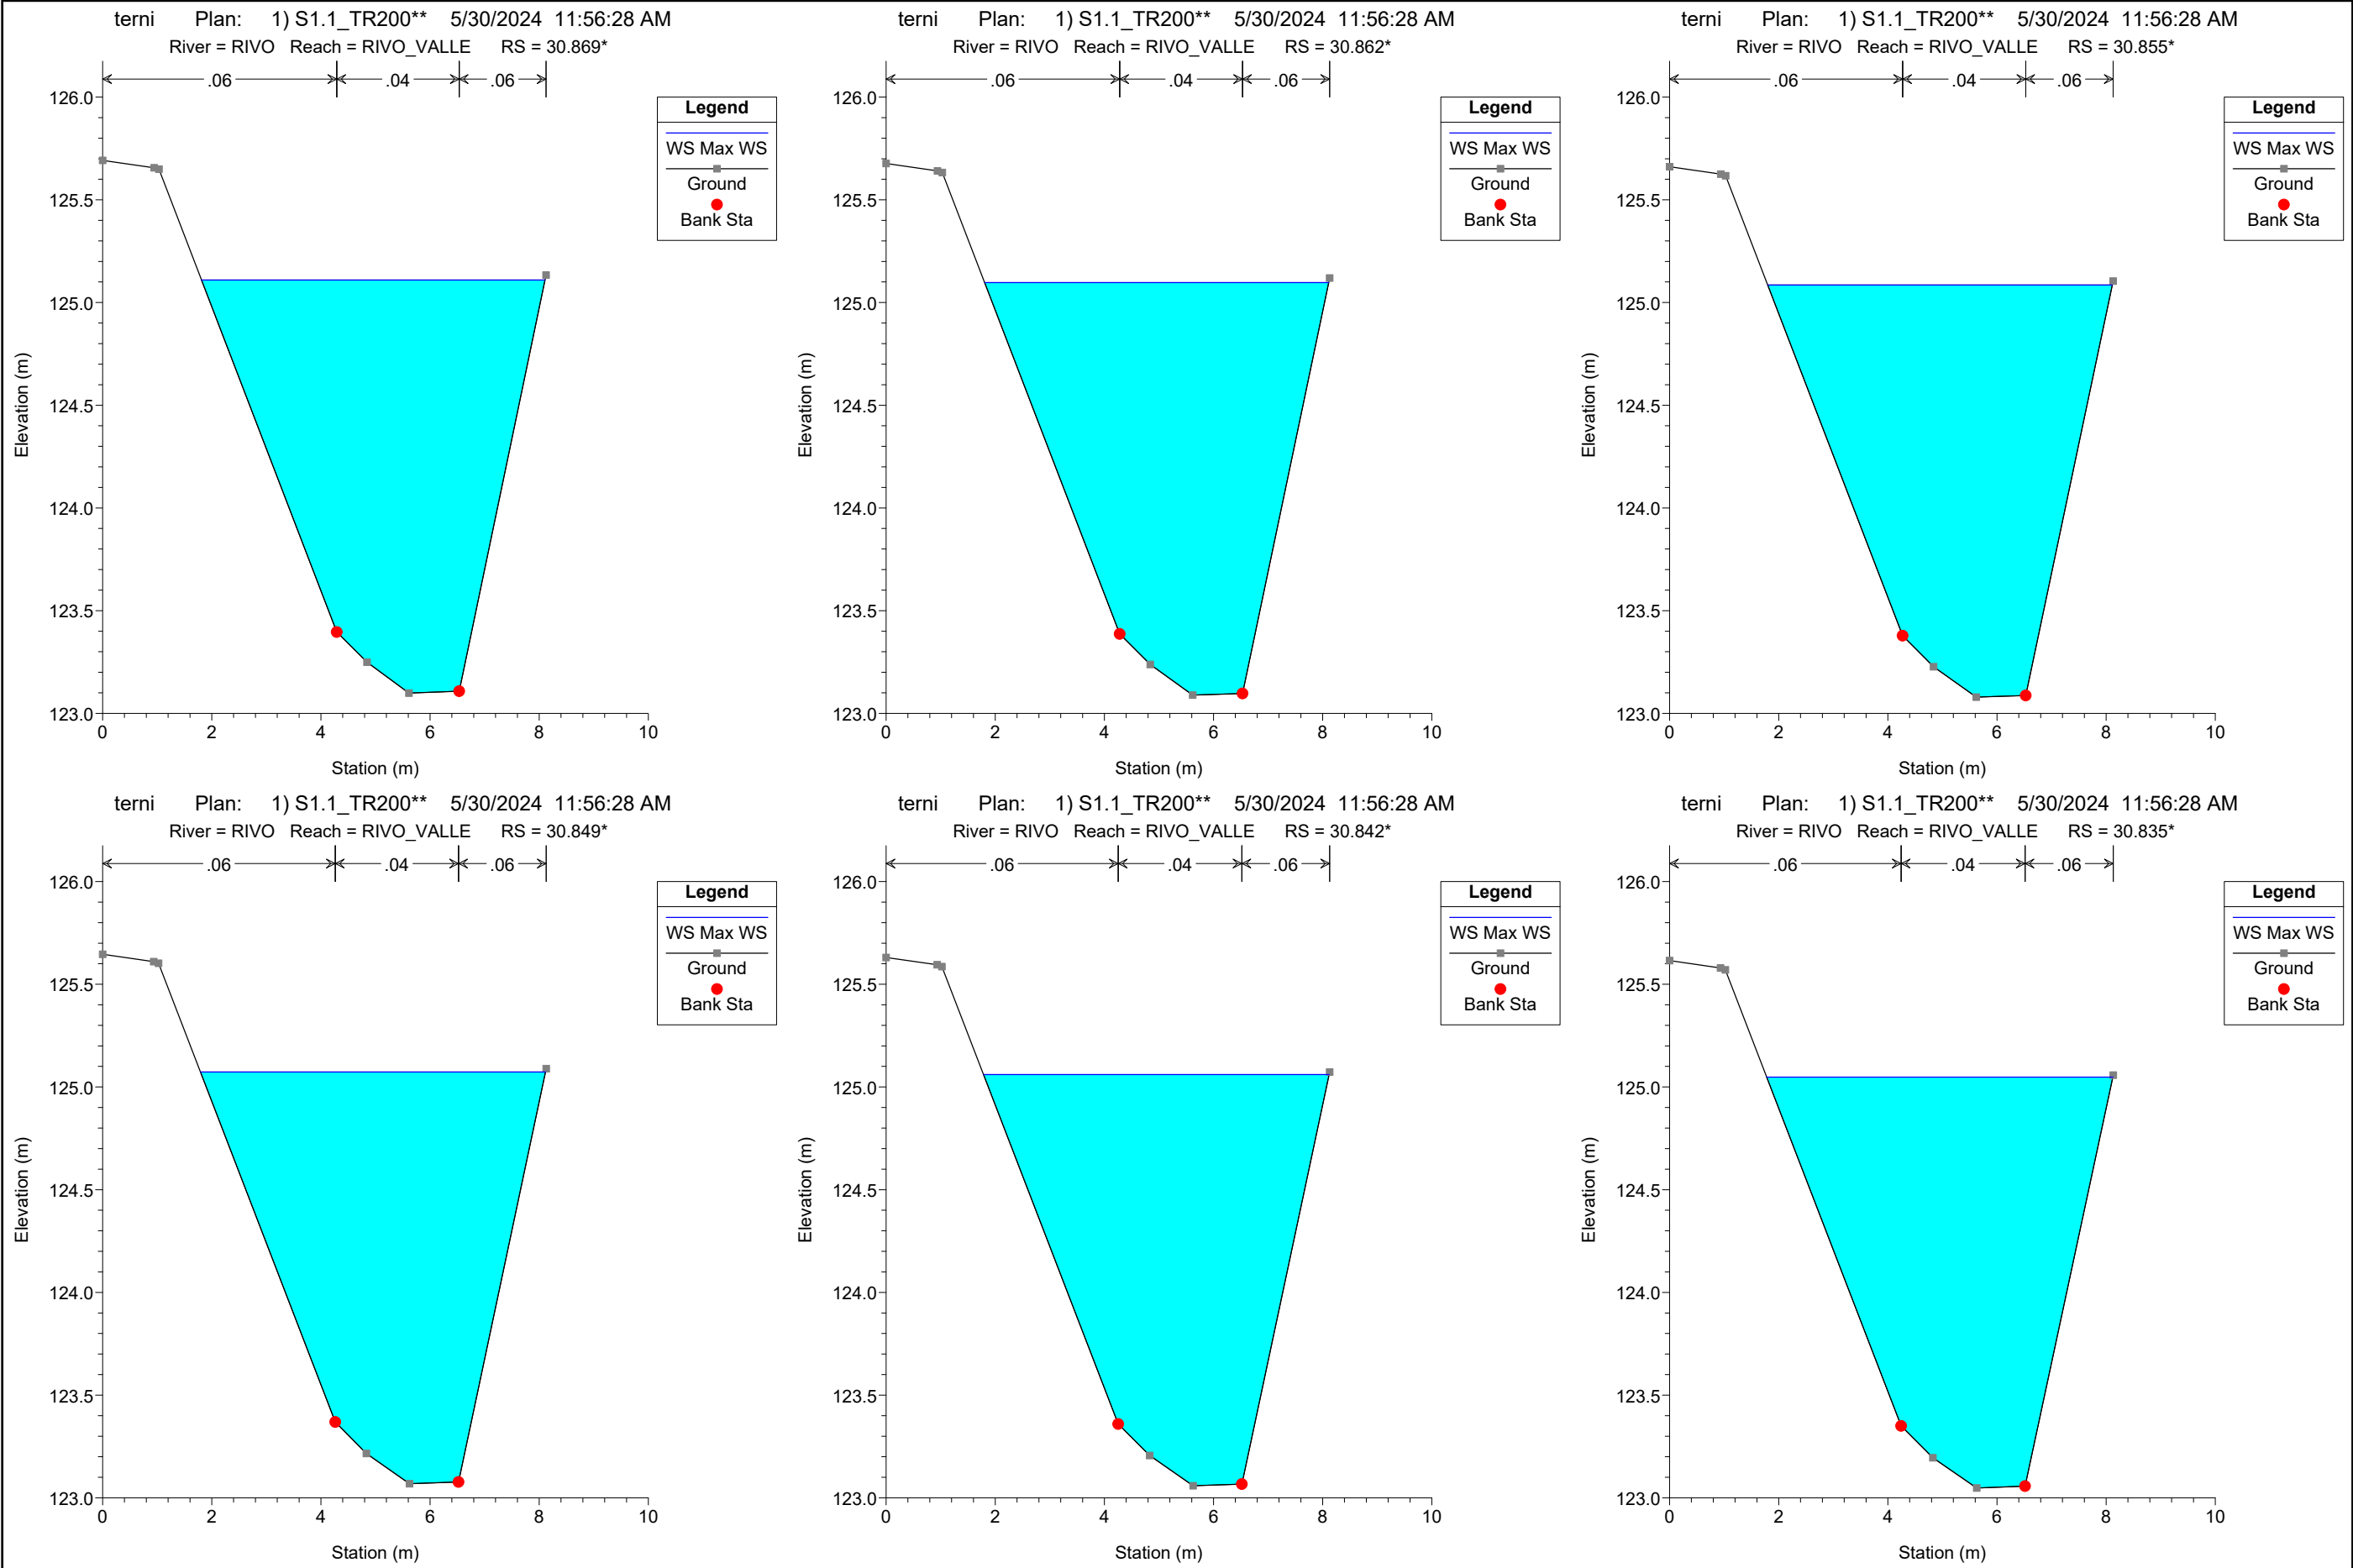 terni Plan: 1) S1.1_TR200** 5/30/2024 11:56:28 AM
River = RIVO Reach = RIVO_VALLE RS = 30.869*
.06 .04 .06
Legend
WS Max WS
Ground
Bank Sta
126.0
125.5
125.0
124.5
124.0
123.5
123.0
Elevation (m)
0 2 4 6 8 10
Station (m)
terni Plan: 1) S1.1_TR200** 5/30/2024 11:56:28 AM
River = RIVO Reach = RIVO_VALLE RS = 30.862*
.06 .04 .06
Legend
WS Max WS
Ground
Bank Sta
126.0
125.5
125.0
124.5
124.0
123.5
123.0
Elevation (m)
0 2 4 6 8 10
Station (m)
terni Plan: 1) S1.1_TR200** 5/30/2024 11:56:28 AM
River = RIVO Reach = RIVO_VALLE RS = 30.855*
.06 .04 .06
Legend
WS Max WS
Ground
Bank Sta
126.0
125.5
125.0
124.5
124.0
123.5
123.0
Elevation (m)
0 2 4 6 8 10
Station (m)
terni Plan: 1) S1.1_TR200** 5/30/2024 11:56:28 AM
River = RIVO Reach = RIVO_VALLE RS = 30.849*
.06 .04 .06
Legend
WS Max WS
Ground
Bank Sta
126.0
125.5
125.0
124.5
124.0
123.5
123.0
Elevation (m)
0 2 4 6 8 10
Station (m)
terni Plan: 1) S1.1_TR200** 5/30/2024 11:56:28 AM
River = RIVO Reach = RIVO_VALLE RS = 30.842*
.06 .04 .06
Legend
WS Max WS
Ground
Bank Sta
126.0
125.5
125.0
124.5
124.0
123.5
123.0
Elevation (m)
0 2 4 6 8 10
Station (m)
terni Plan: 1) S1.1_TR200** 5/30/2024 11:56:28 AM
River = RIVO Reach = RIVO_VALLE RS = 30.835*
.06 .04 .06
Legend
WS Max WS
Ground
Bank Sta
126.0
125.5
125.0
124.5
124.0
123.5
123.0
Elevation (m)
0 2 4 6 8 10
Station (m)